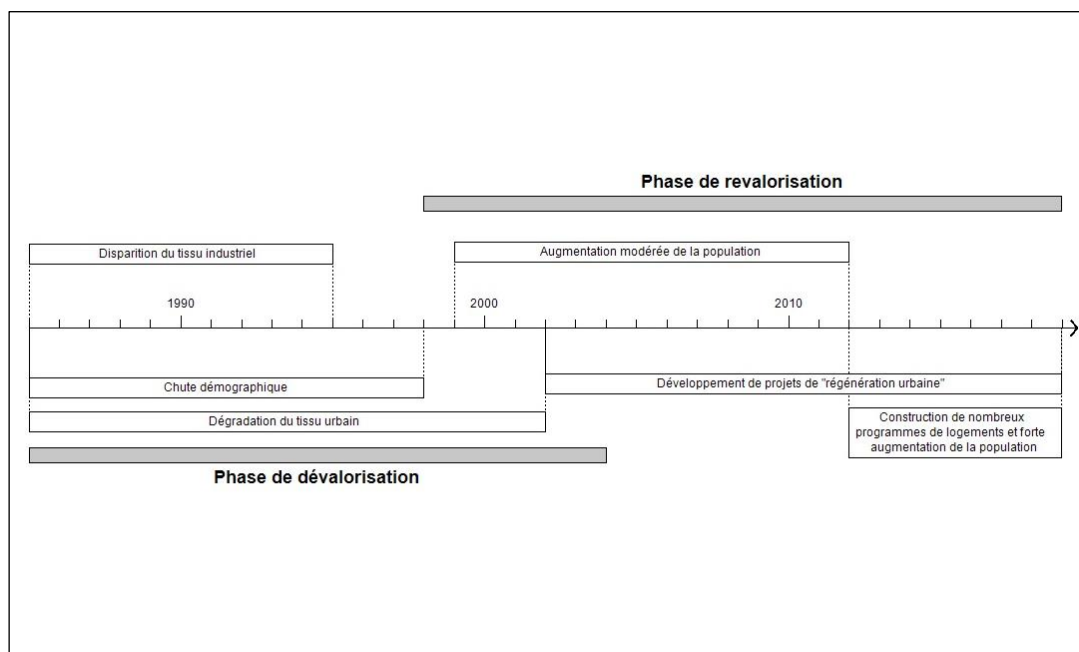 Phase de revalorisation
Disparition du tissu industriel
Augmentation modérée de la population
1990
2000
2010
Chute démographique
Développement de projets de "régénération urbaine"
Dégradation du tissu urbain
Construction de nombreux
programmes de logements et forte
augmentation de la population
Phase de dévalorisation